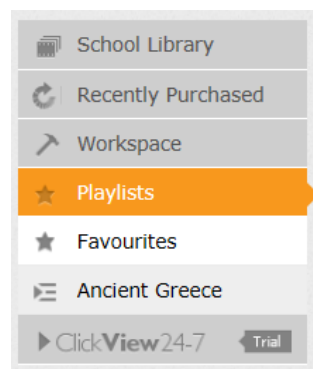 School Library
Recently Purchased
Workspace
Playlists
Favourites
Ancient Greece
ClickView24-7 Trial